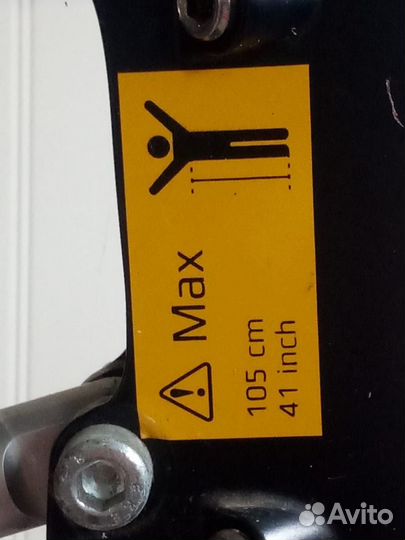 Max
105 cm
41 inch
Avito